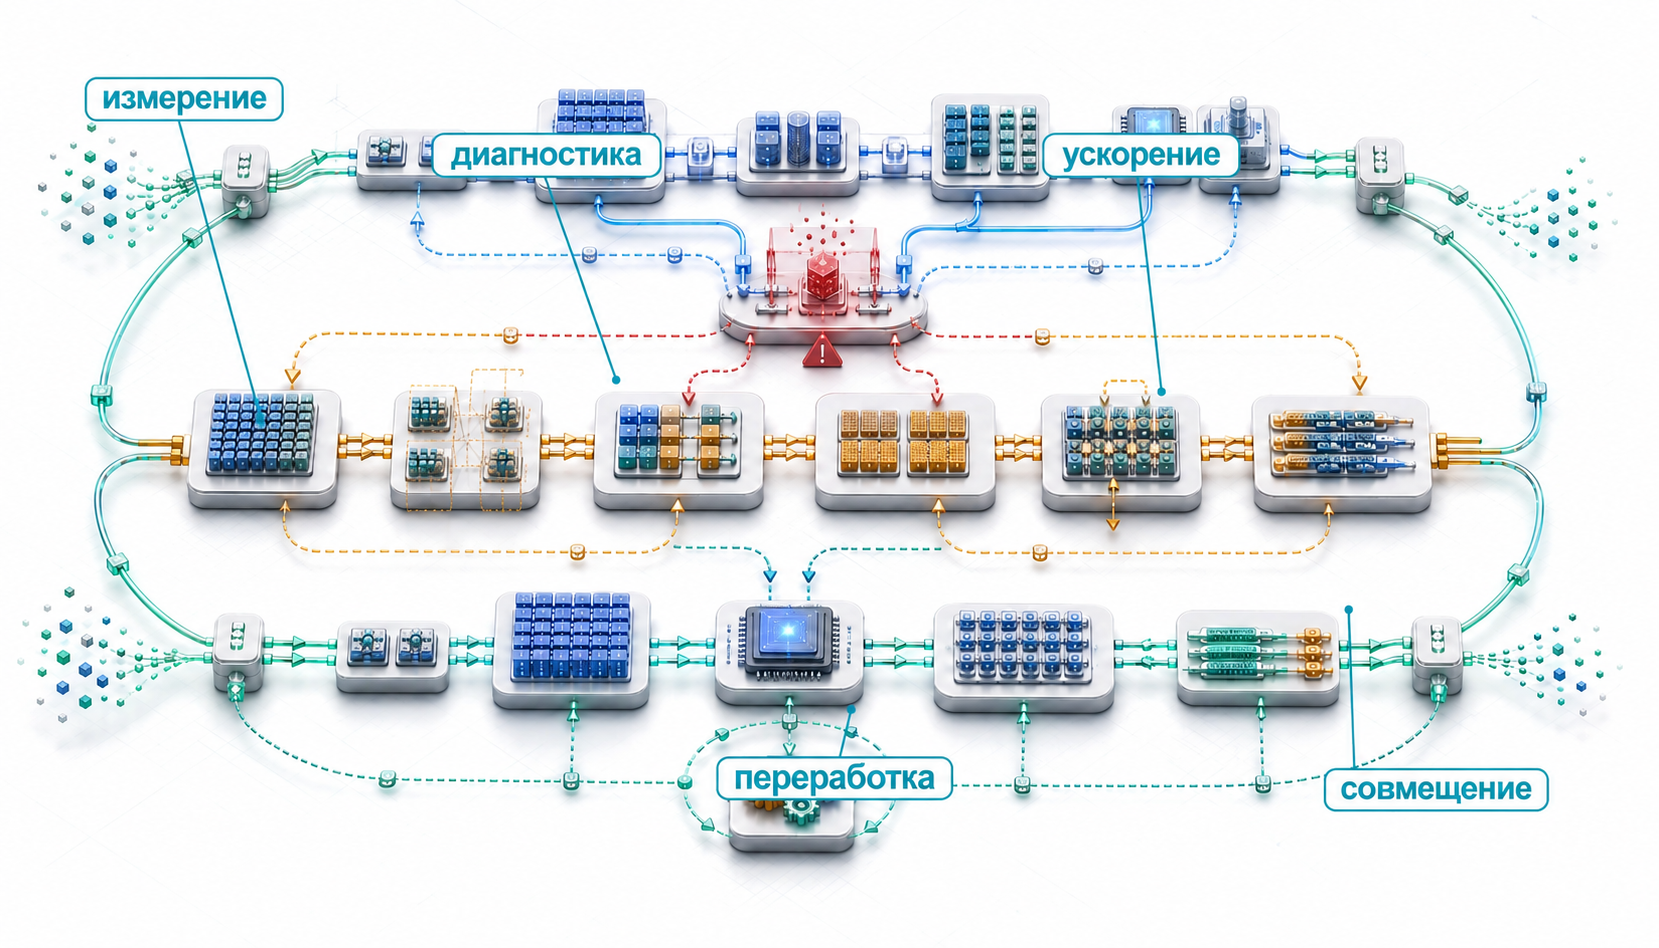 измерение
диагностика
ускорение
!
переработка
совмещение